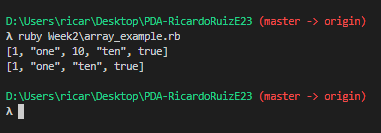 D:\Users\ricar\Desktop\PDA-RicardoRuizE23 (master -> origin)
λ ruby Week2\array_example.rb
[1, "one", 10, "ten", true]
[1, "one", "ten", true]
D:\Users\ricar\Desktop\PDA-RicardoRuizE23 (master -> origin)
λ